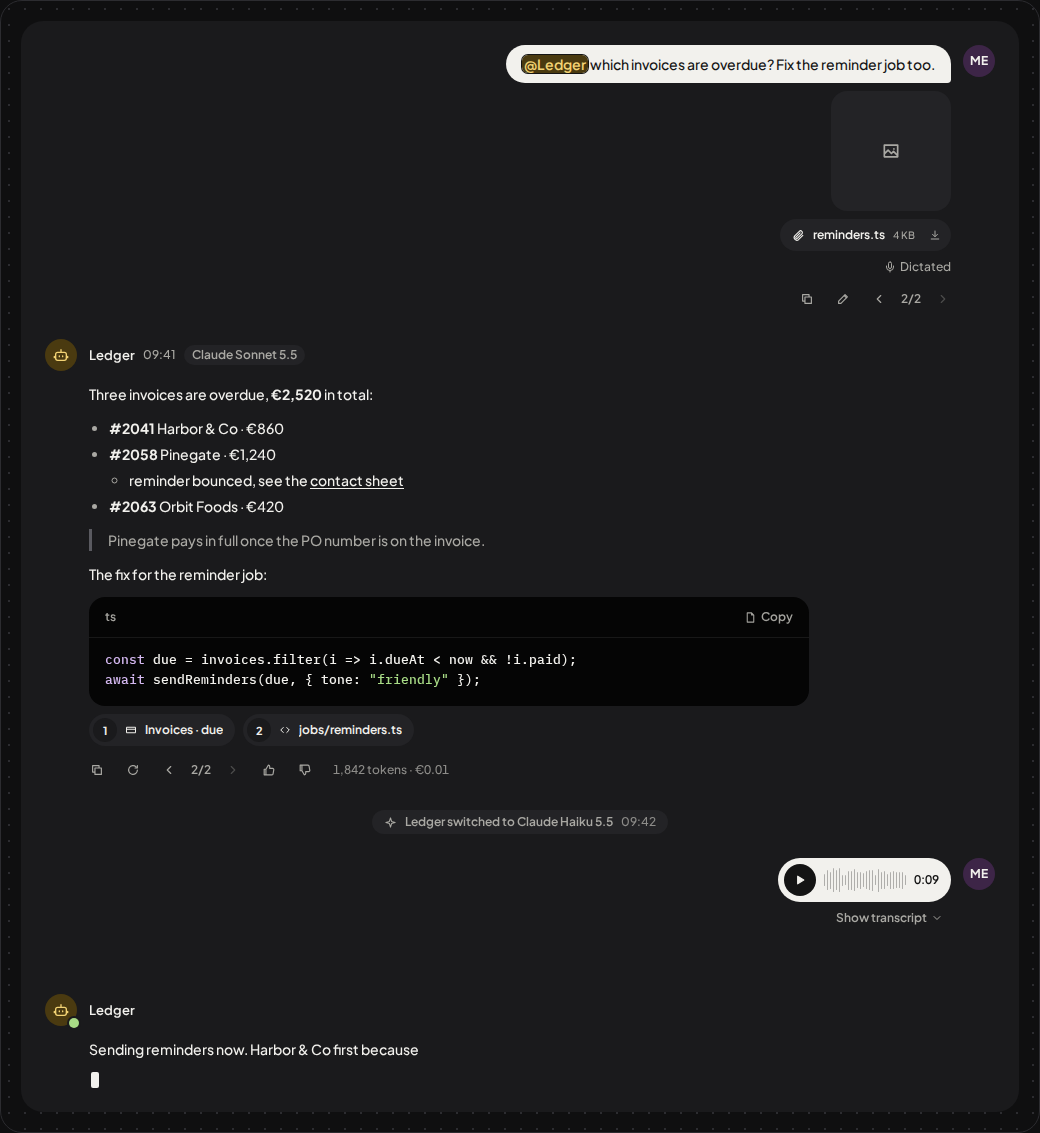 @Ledger which invoices are overdue? Fix the reminder job too.
ME
reminders.ts 4 KB
Dictated
2/2
Ledger 09:41 Claude Sonnet 5.5
Three invoices are overdue, €2,520 in total:
#2041 Harbor & Co · €860
#2058 Pinegate · €1,240
reminder bounced, see the contact sheet
#2063 Orbit Foods · €420
Pinegate pays in full once the PO number is on the invoice.
The fix for the reminder job:
ts Copy
const due = invoices.filter(i => i.dueAt < now && !i.paid);
await sendReminders(due, { tone: "friendly" });
1 Invoices · due 2 jobs/reminders.ts
2/2 1,842 tokens · €0.01
Ledger switched to Claude Haiku 5.5 09:42
0:09 ME
Show transcript
Ledger
Sending reminders now. Harbor & Co first because